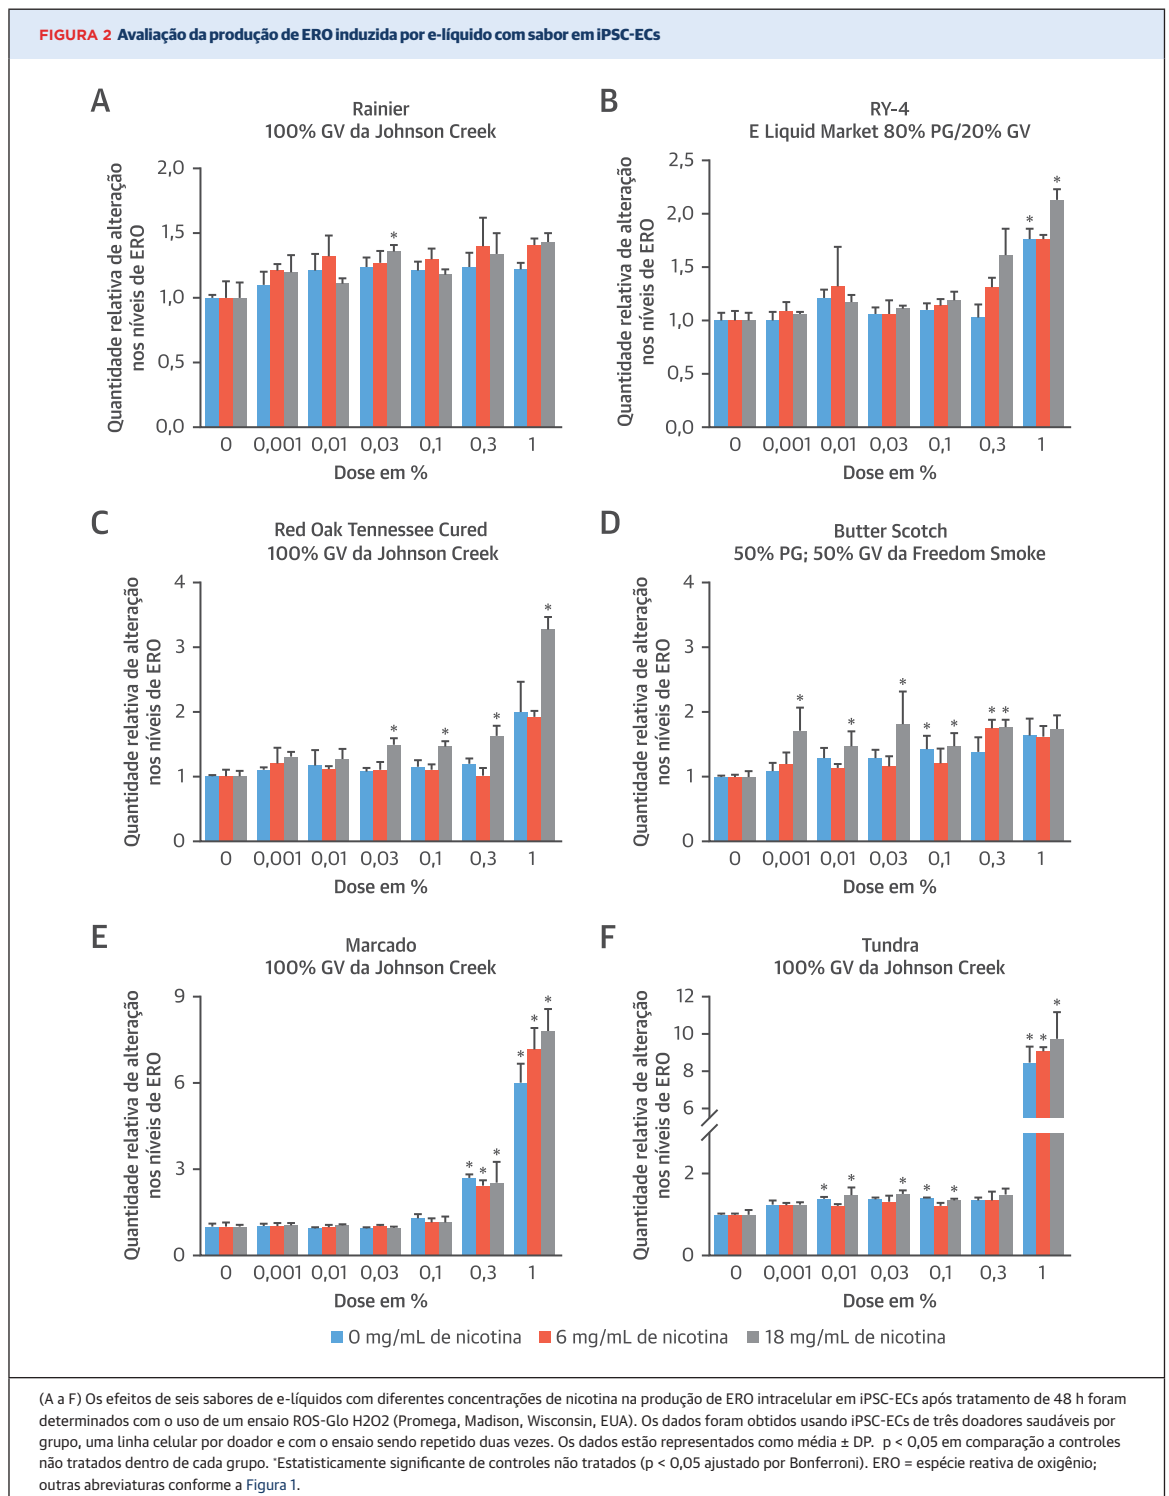 FIGURA 2 Avaliação da produção de ERO induzida por e-líquido com sabor em iPSC-ECs
A
Rainier
100% GV da Johnson Creek
Quantidade relativa de alteração
nos níveis de ERO
2,0
1,5
1,0
0,5
0,0
*
0 0,001 0,01 0,03 0,1 0,3 1
Dose em %
B
RY-4
E Liquid Market 80% PG/20% GV
Quantidade relativa de alteração
nos níveis de ERO
2,5
2,0
1,5
1,0
0,5
0,0
* *
0 0,001 0,01 0,03 0,1 0,3 1
Dose em %
C
Red Oak Tennessee Cured
100% GV da Johnson Creek
Quantidade relativa de alteração
nos níveis de ERO
4
3
2
1
0
* * * *
0 0,001 0,01 0,03 0,1 0,3 1
Dose em %
D
Butter Scotch
50% PG; 50% GV da Freedom Smoke
Quantidade relativa de alteração
nos níveis de ERO
4
3
2
1
0
* * * * * * *
0 0,001 0,01 0,03 0,1 0,3 1
Dose em %
E
Marcado
100% GV da Johnson Creek
Quantidade relativa de alteração
nos níveis de ERO
9
6
3
0
* * * * * *
0 0,001 0,01 0,03 0,1 0,3 1
Dose em %
F
Tundra
100% GV da Johnson Creek
Quantidade relativa de alteração
nos níveis de ERO
12
10
8
6
2
0
* * * * * * * *
0 0,001 0,01 0,03 0,1 0,3 1
Dose em %
0 mg/mL de nicotina 6 mg/mL de nicotina 18 mg/mL de nicotina
(A a F) Os efeitos de seis sabores de e-líquidos com diferentes concentrações de nicotina na produção de ERO intracelular em iPSC-ECs após tratamento de 48 h foram
determinados com o uso de um ensaio ROS-Glo H2O2 (Promega, Madison, Wisconsin, EUA). Os dados foram obtidos usando iPSC-ECs de três doadores saudáveis por
grupo, uma linha celular por doador e com o ensaio sendo repetido duas vezes. Os dados estão representados como média ± DP. p < 0,05 em comparação a controles
não tratados dentro de cada grupo. *Estatisticamente significante de controles não tratados (p < 0,05 ajustado por Bonferroni). ERO = espécie reativa de oxigênio;
outras abreviaturas conforme a Figura 1.